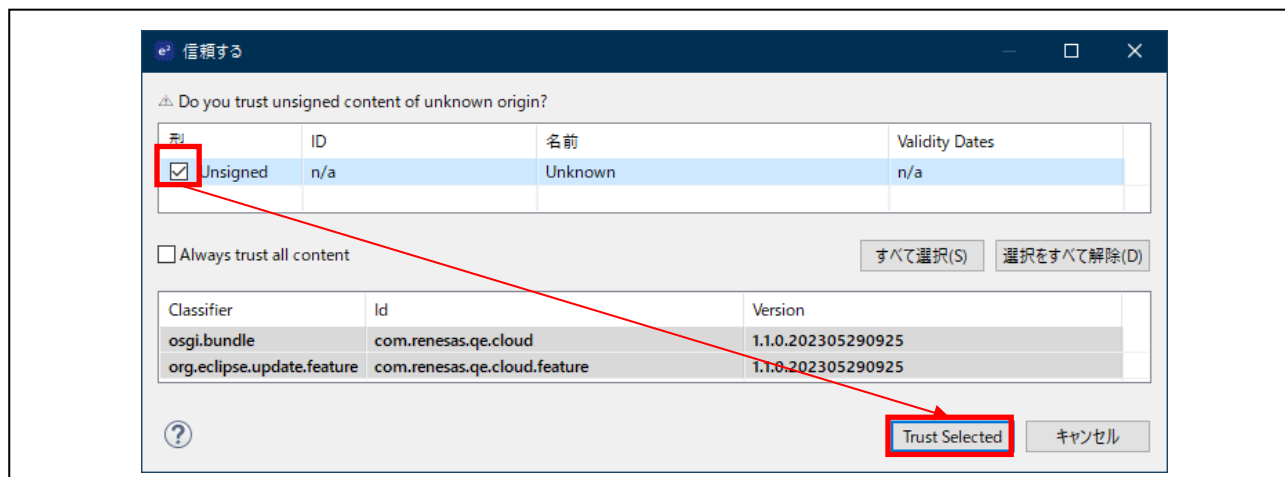 e² 信頼する
Do you trust unsigned content of unknown origin?
型 ID 名前 Validity Dates
Unsigned n/a Unknown n/a
Always trust all content すべて選択(S) 選択をすべて解除(D)
Classifier Id Version
osgi.bundle com.renesas.qe.cloud 1.1.0.202305290925
org.eclipse.update.feature com.renesas.qe.cloud.feature 1.1.0.202305290925
? Trust Selected キャンセル